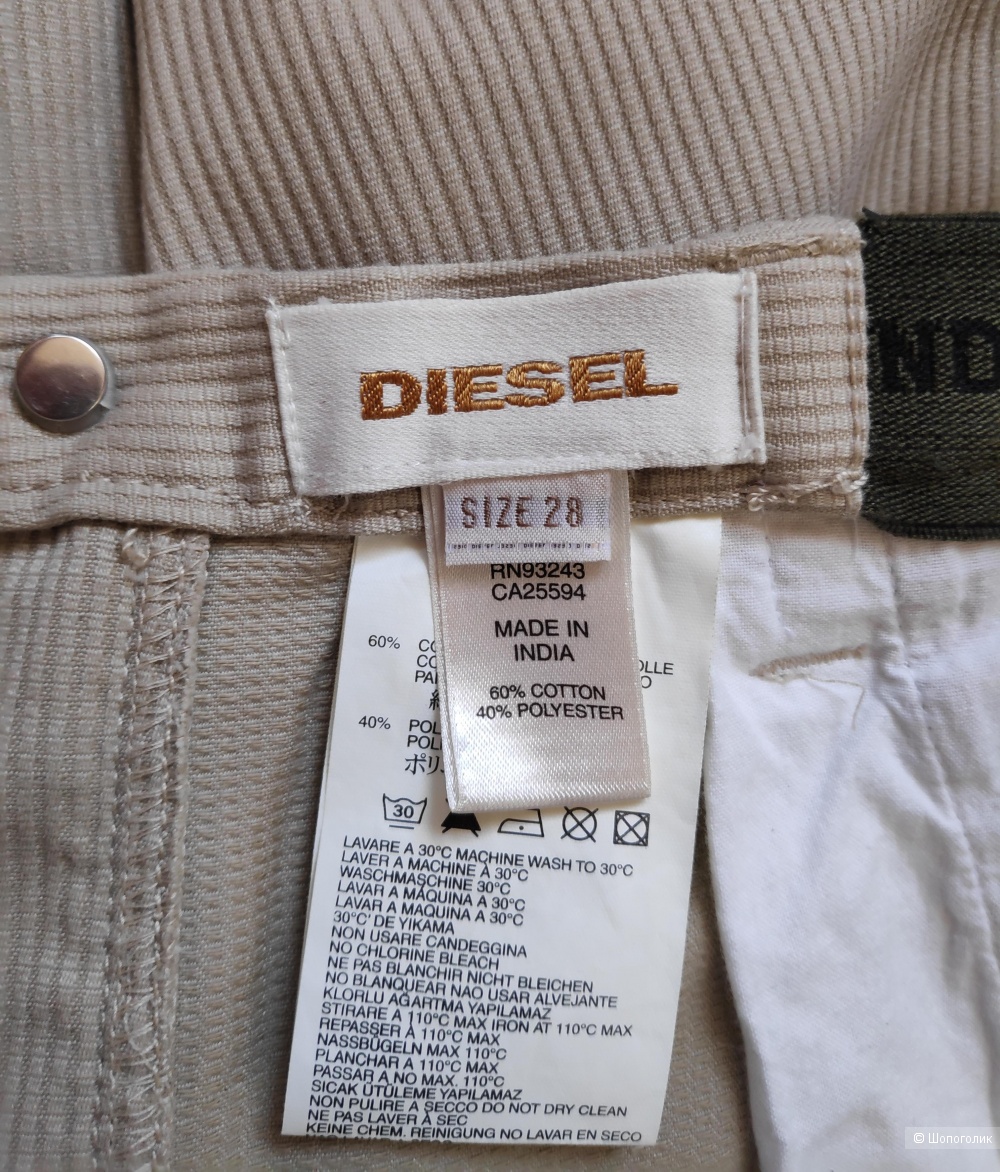 DIESEL
ND
SIZE 28
RN93243
CA25594
MADE IN
INDIA
60% COTTON
40% POLYESTER
60%
40%
30
LAVARE A 30°C MACHINE WASH TO 30°C
LAVER A MACHINE À 30°C
WASCHMASCHINE 30°C
LAVAR A MÁQUINA A 30°C
LAVAR A MAQUINA A 30°C
30°C' DE YIKAMA
NON USARE CANDEGGINA
NO CHLORINE BLEACH
NE PAS BLANCHIR NICHT BLEICHEN
NO BLANQUEAR NAO USAR ALVEJANTE
KLORLU AĞARTMA YAPILAMAZ
STIRARE A 110°C MAX IRON AT 110°C MAX
REPASSER À 110°C MAX
NASSBÜGELN MAX 110°C
PLANCHAR A 110°C MAX
PASSAR A NO MAX. 110°C
SICAK ÜTÜLEME YAPILAMAZ
NON PULIRE A SECCO DO NOT DRY CLEAN
NE PAS LAVER À SEC
KEINE CHEM. REINIGUNG NO LAVAR EN SECO
© Шопоголик